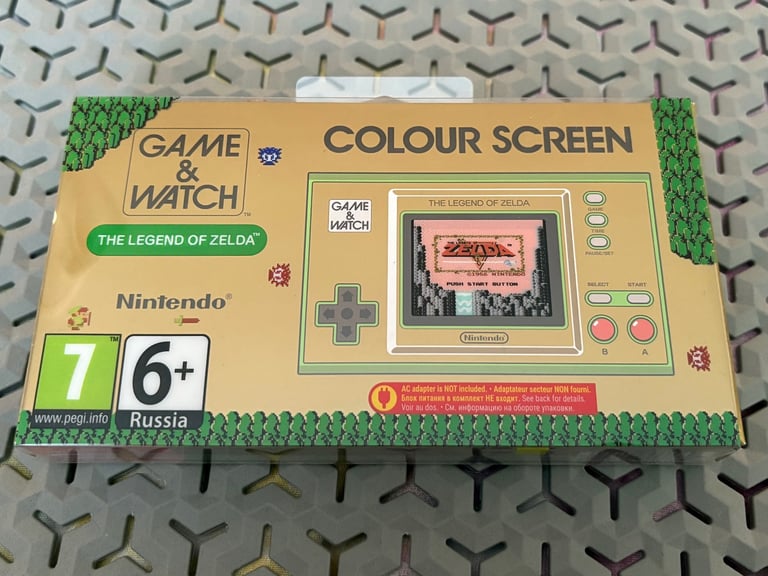 GAME
&
WATCH™
THE LEGEND OF ZELDA™
Nintendo®
7™
www.pegi.info
6+
Russia
COLOUR SCREEN
GAME
&
WATCH
THE LEGEND OF ZELDA
ZELDA
©1986 NINTENDO
PUSH START BUTTON
Nintendo
GAME
TIME
PAUSE/SET
SELECT START
B A
AC adapter is NOT included. • Adaptateur secteur NON fourni.
Блок питания в комплект НЕ входит. See back for details.
Voir au dos. • См. информацию на обороте упаковки.